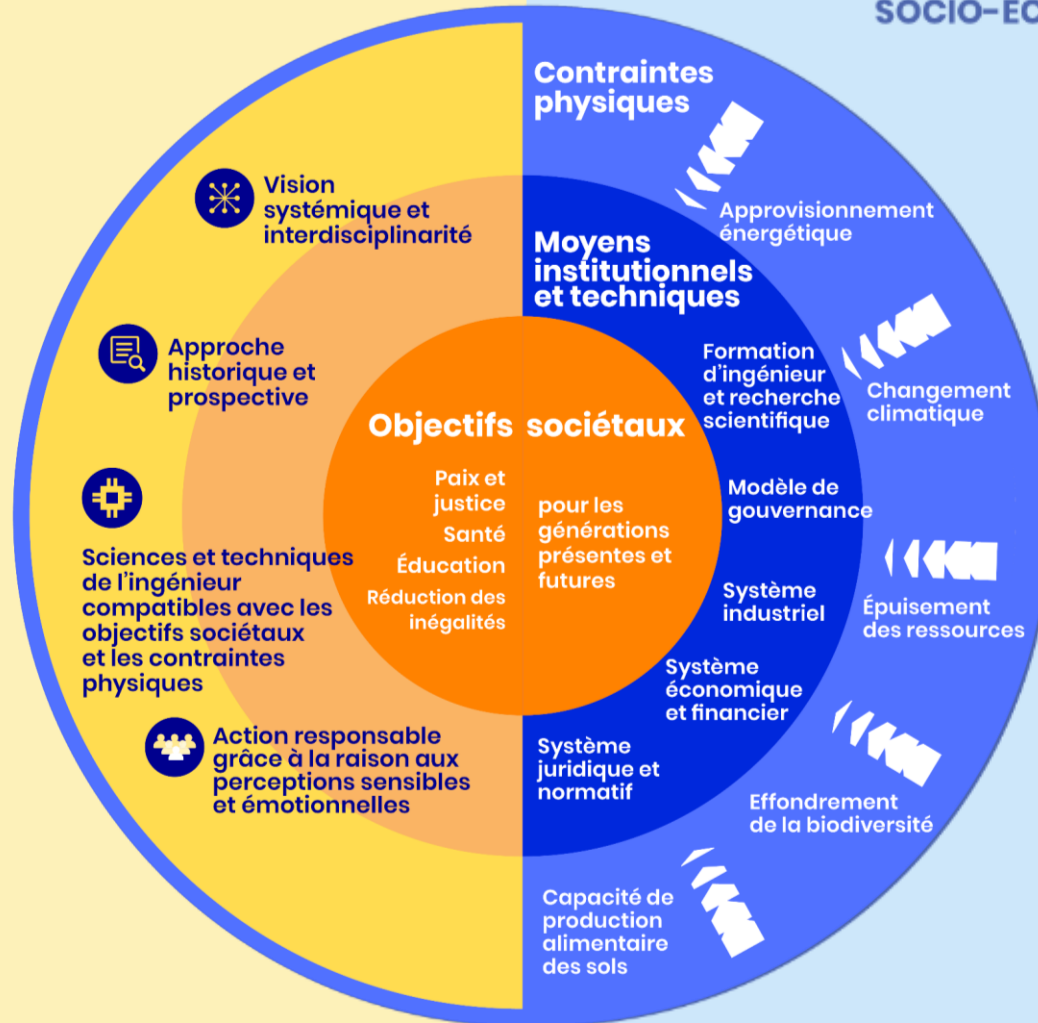 SOCIO-EC
Contraintes
physiques
Approvisionnement
énergétique
Changement
climatique
Épuisement
des ressources
Effondrement
de la biodiversité
Capacité de
production
alimentaire
des sols
Moyens
institutionnels
et techniques
Formation
d'ingénieur
et recherche
scientifique
Modèle de
gouvernance
Système
industriel
Système
économique
et financier
Système
juridique et
normatif
Objectifs sociétaux
Paix et
justice
Santé
Éducation
Réduction des
inégalités
pour les
générations
présentes et
futures
Vision
systémique et
interdisciplinarité
Approche
historique et
prospective
Sciences et techniques
de l'ingénieur
compatibles avec les
objectifs sociétaux
et les contraintes
physiques
Action responsable
grâce à la raison aux
perceptions sensibles
et émotionnelles